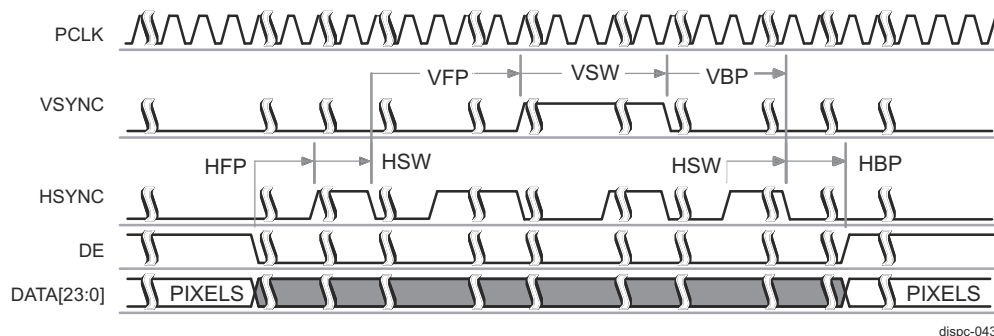 PCLK
VFP VSW VBP
VSYNC
HFP HSW HSW HBP
HSYNC
DE
DATA[23:0] PIXELS PIXELS
dispc-043